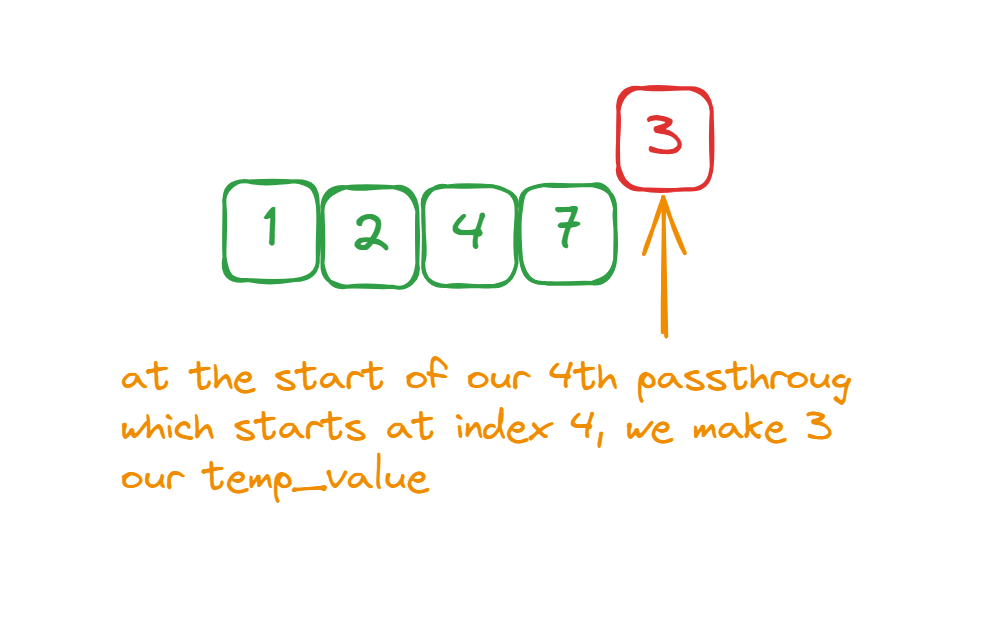 3
1 2 4 7
at the start of our 4th passthroug
which starts at index 4, we make 3
our temp_value